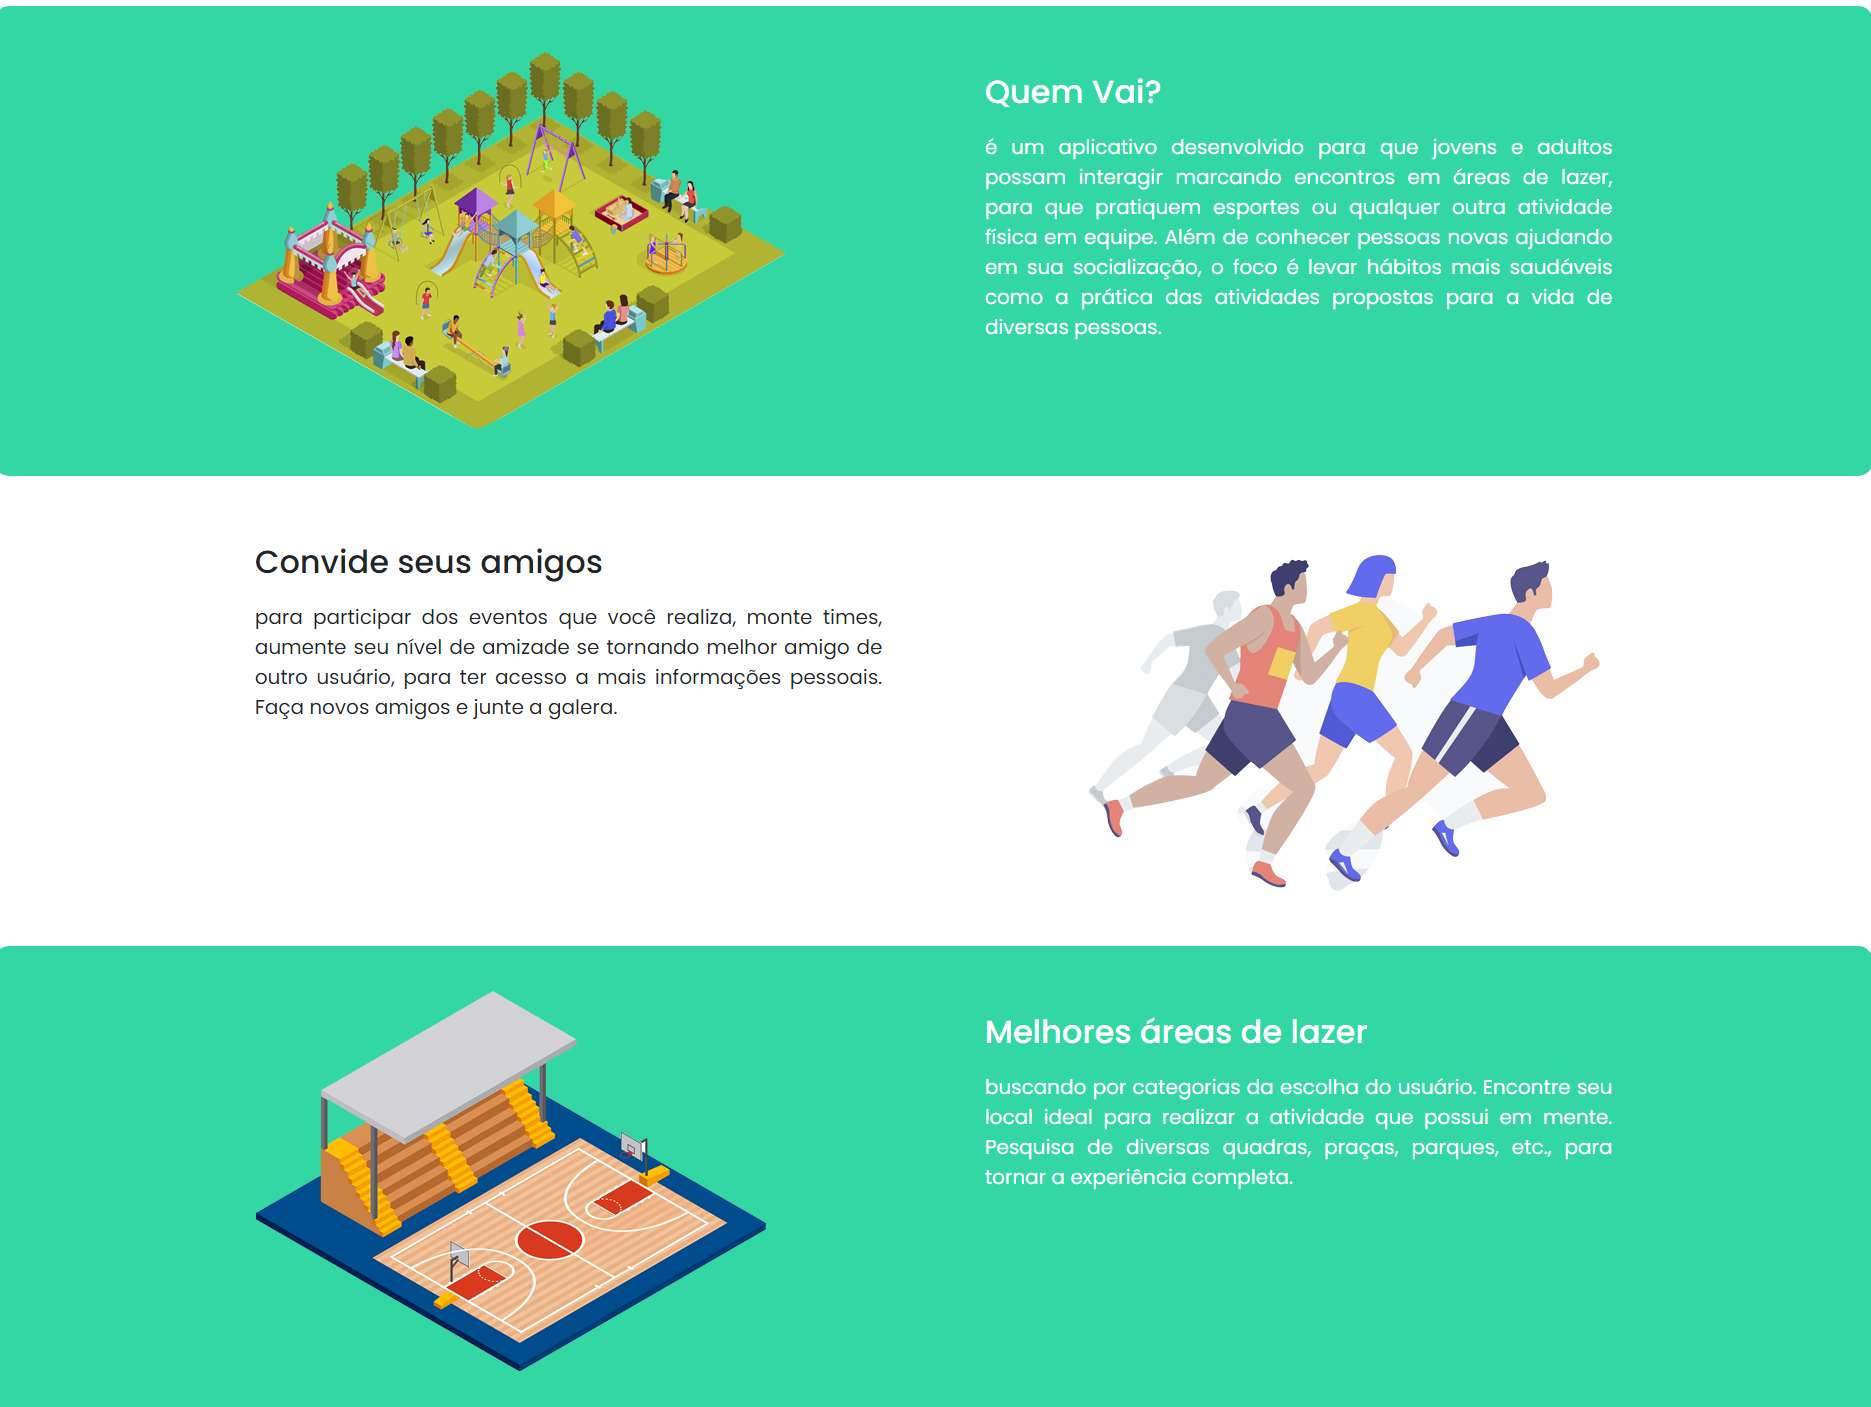 Quem Vai?
é um aplicativo desenvolvido para que jovens e adultos
possam interagir marcando encontros em áreas de lazer,
para que pratiquem esportes ou qualquer outra atividade
física em equipe. Além de conhecer pessoas novas ajudando
em sua socialização, o foco é levar hábitos mais saudáveis
como a prática das atividades propostas para a vida de
diversas pessoas.
Convide seus amigos
para participar dos eventos que você realiza, monte times,
aumente seu nível de amizade se tornando melhor amigo de
outro usuário, para ter acesso a mais informações pessoais.
Faça novos amigos e junte a galera.
Melhores áreas de lazer
buscando por categorias da escolha do usuário. Encontre seu
local ideal para realizar a atividade que possui em mente.
Pesquisa de diversas quadras, praças, parques, etc., para
tornar a experiência completa.